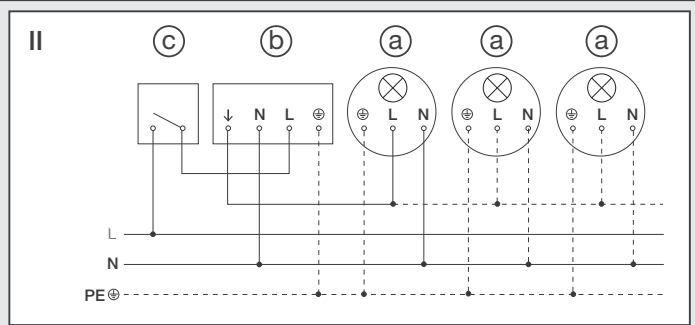 II
c b a a a
↓ N L ⏚ ⏚ L N ⏚ L N ⏚ L N
L
N
PE ⏚